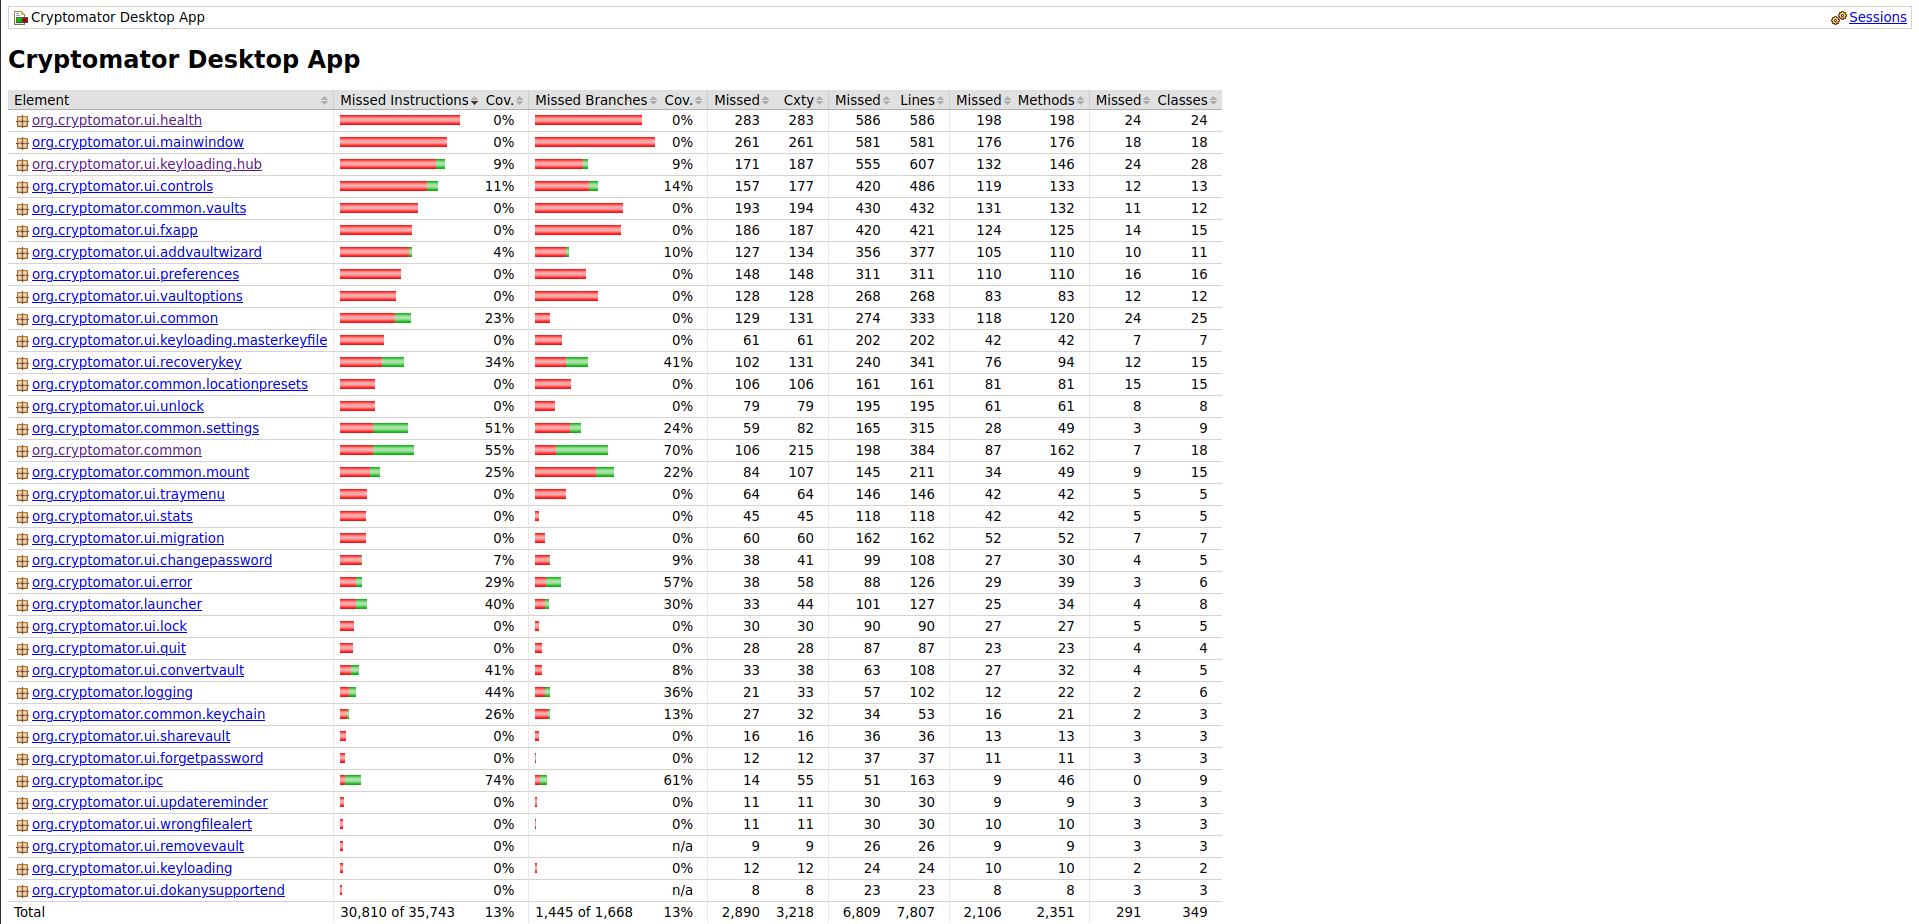 Cryptomator Desktop App Sessions
Cryptomator Desktop App
Element Missed Instructions Cov. Missed Branches Cov. Missed Cxty Missed Lines Missed Methods Missed Classes
org.cryptomator.ui.health 0% 0% 283 283 586 586 198 198 24 24
org.cryptomator.ui.mainwindow 0% 0% 261 261 581 581 176 176 18 18
org.cryptomator.ui.keyloading.hub 9% 9% 171 187 555 607 132 146 24 28
org.cryptomator.ui.controls 11% 14% 157 177 420 486 119 133 12 13
org.cryptomator.common.vaults 0% 0% 193 194 430 432 131 132 11 12
org.cryptomator.ui.fxapp 0% 0% 186 187 420 421 124 125 14 15
org.cryptomator.ui.addvaultwizard 4% 10% 127 134 356 377 105 110 10 11
org.cryptomator.ui.preferences 0% 0% 148 148 311 311 110 110 16 16
org.cryptomator.ui.vaultoptions 0% 0% 128 128 268 268 83 83 12 12
org.cryptomator.ui.common 23% 0% 129 131 274 333 118 120 24 25
org.cryptomator.ui.keyloading.masterkeyfile 0% 0% 61 61 202 202 42 42 7 7
org.cryptomator.ui.recoverykey 34% 41% 102 131 240 341 76 94 12 15
org.cryptomator.common.locationpresets 0% 0% 106 106 161 161 81 81 15 15
org.cryptomator.ui.unlock 0% 0% 79 79 195 195 61 61 8 8
org.cryptomator.common.settings 51% 24% 59 82 165 315 28 49 3 9
org.cryptomator.common 55% 70% 106 215 198 384 87 162 7 18
org.cryptomator.common.mount 25% 22% 84 107 145 211 34 49 9 15
org.cryptomator.ui.traymenu 0% 0% 64 64 146 146 42 42 5 5
org.cryptomator.ui.stats 0% 0% 45 45 118 118 42 42 5 5
org.cryptomator.ui.migration 0% 0% 60 60 162 162 52 52 7 7
org.cryptomator.ui.changepassword 7% 9% 38 41 99 108 27 30 4 5
org.cryptomator.ui.error 29% 57% 38 58 88 126 29 39 3 6
org.cryptomator.launcher 40% 30% 33 44 101 127 25 34 4 8
org.cryptomator.ui.lock 0% 0% 30 30 90 90 27 27 5 5
org.cryptomator.ui.quit 0% 0% 28 28 87 87 23 23 4 4
org.cryptomator.ui.convertvault 41% 8% 33 38 63 108 27 32 4 5
org.cryptomator.logging 44% 36% 21 33 57 102 12 22 2 6
org.cryptomator.common.keychain 26% 13% 27 32 34 53 16 21 2 3
org.cryptomator.ui.sharevault 0% 0% 16 16 36 36 13 13 3 3
org.cryptomator.ui.forgetpassword 0% 0% 12 12 37 37 11 11 3 3
org.cryptomator.ipc 74% 61% 14 55 51 163 9 46 0 9
org.cryptomator.ui.updatereminder 0% 0% 11 11 30 30 9 9 3 3
org.cryptomator.ui.wrongfilealert 0% 0% 11 11 30 30 10 10 3 3
org.cryptomator.ui.removevault 0% n/a 9 9 26 26 9 9 3 3
org.cryptomator.ui.keyloading 0% 0% 12 12 24 24 10 10 2 2
org.cryptomator.ui.dokanysupportend 0% n/a 8 8 23 23 8 8 3 3
Total 30,810 of 35,743 13% 1,445 of 1,668 13% 2,890 3,218 6,809 7,807 2,106 2,351 291 349